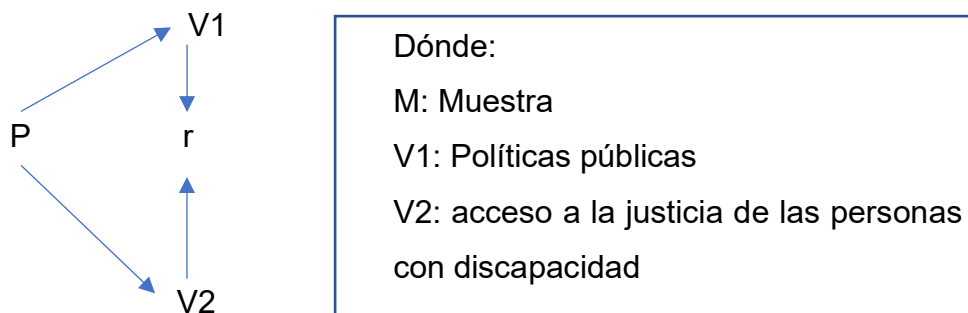 V1
P
r
V2
Dónde:
M: Muestra
V1: Políticas públicas
V2: acceso a la justicia de las personas
con discapacidad